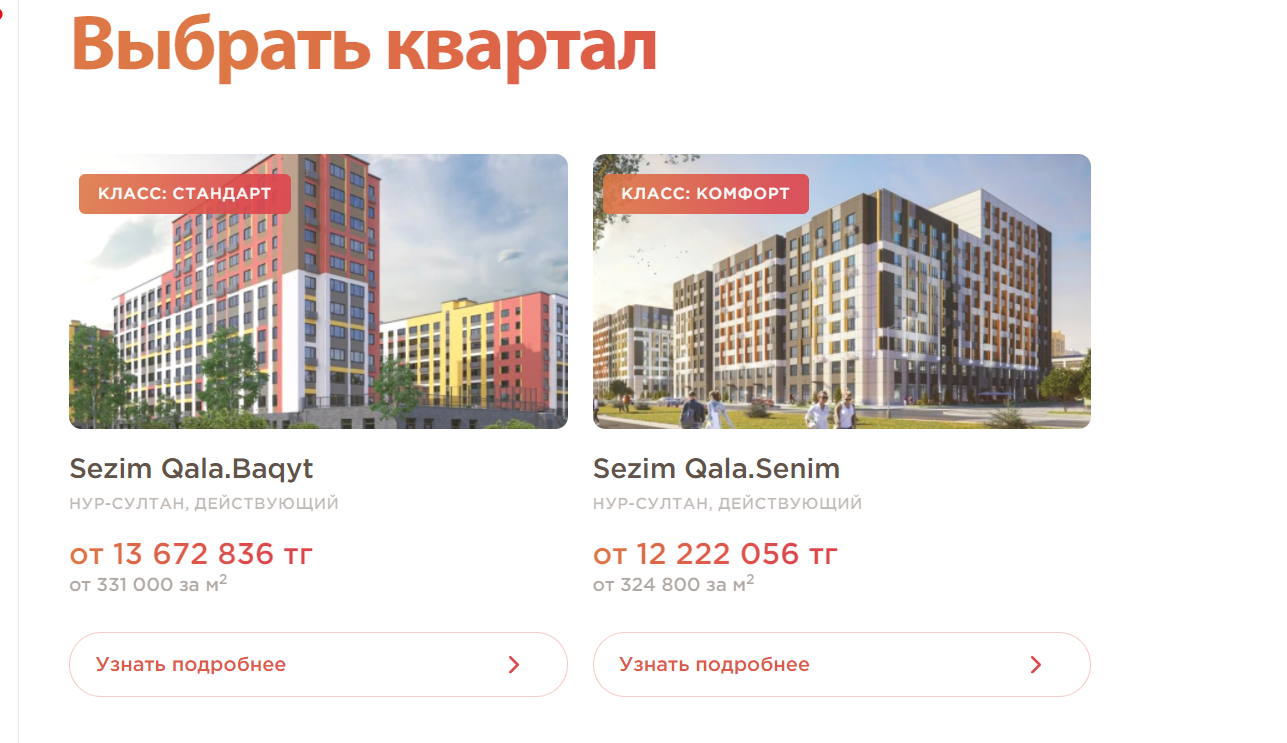 Выбрать квартал
КЛАСС: СТАНДАРТ
КЛАСС: КОМФОРТ
Sezim Qala.Baqyt
НУР-СУЛТАН, ДЕЙСТВУЮЩИЙ
от 13 672 836 тг
от 331 000 за м²
Узнать подробнее
Sezim Qala.Senim
НУР-СУЛТАН, ДЕЙСТВУЮЩИЙ
от 12 222 056 тг
от 324 800 за м²
Узнать подробнее